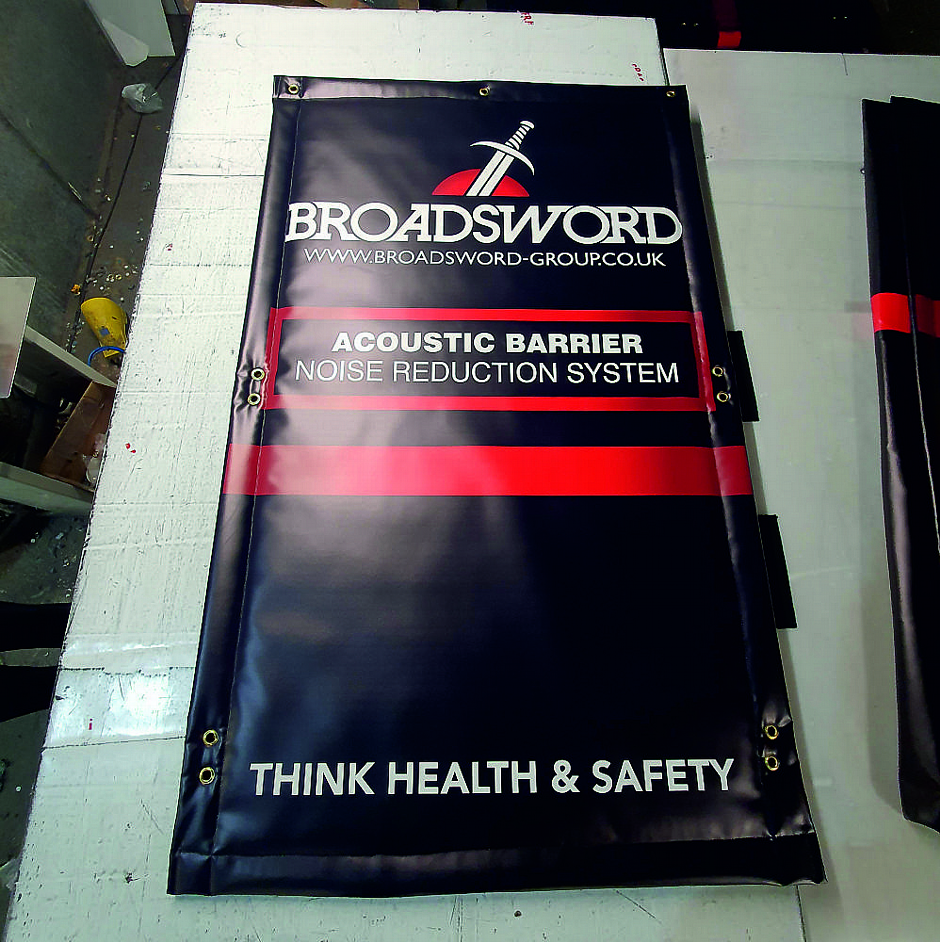 BROADSWORD
WWW.BROADSWORD-GROUP.CO.UK
ACOUSTIC BARRIER
NOISE REDUCTION SYSTEM
THINK HEALTH & SAFETY